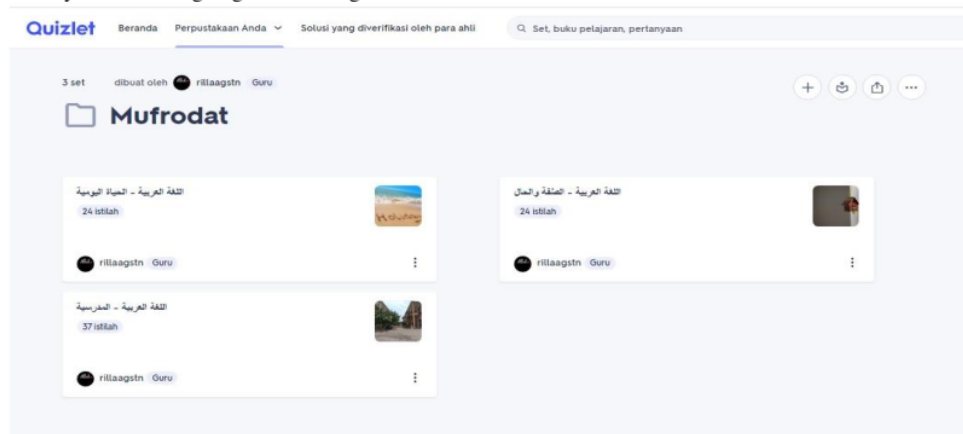 Quizlet Beranda Perpustakaan Anda Solusi yang diverifikasi oleh para ahli Set, buku pelajaran, pertanyaan
3 set dibuat oleh rillaagstn Guru
Mufrodat
اللغة العربية - الحياة اليومية
24 istilah
rillaagstn Guru
اللغة العربية - الصفة والحال
24 istilah
rillaagstn Guru
اللغة العربية - المدرسية
37 istilah
rillaagstn Guru